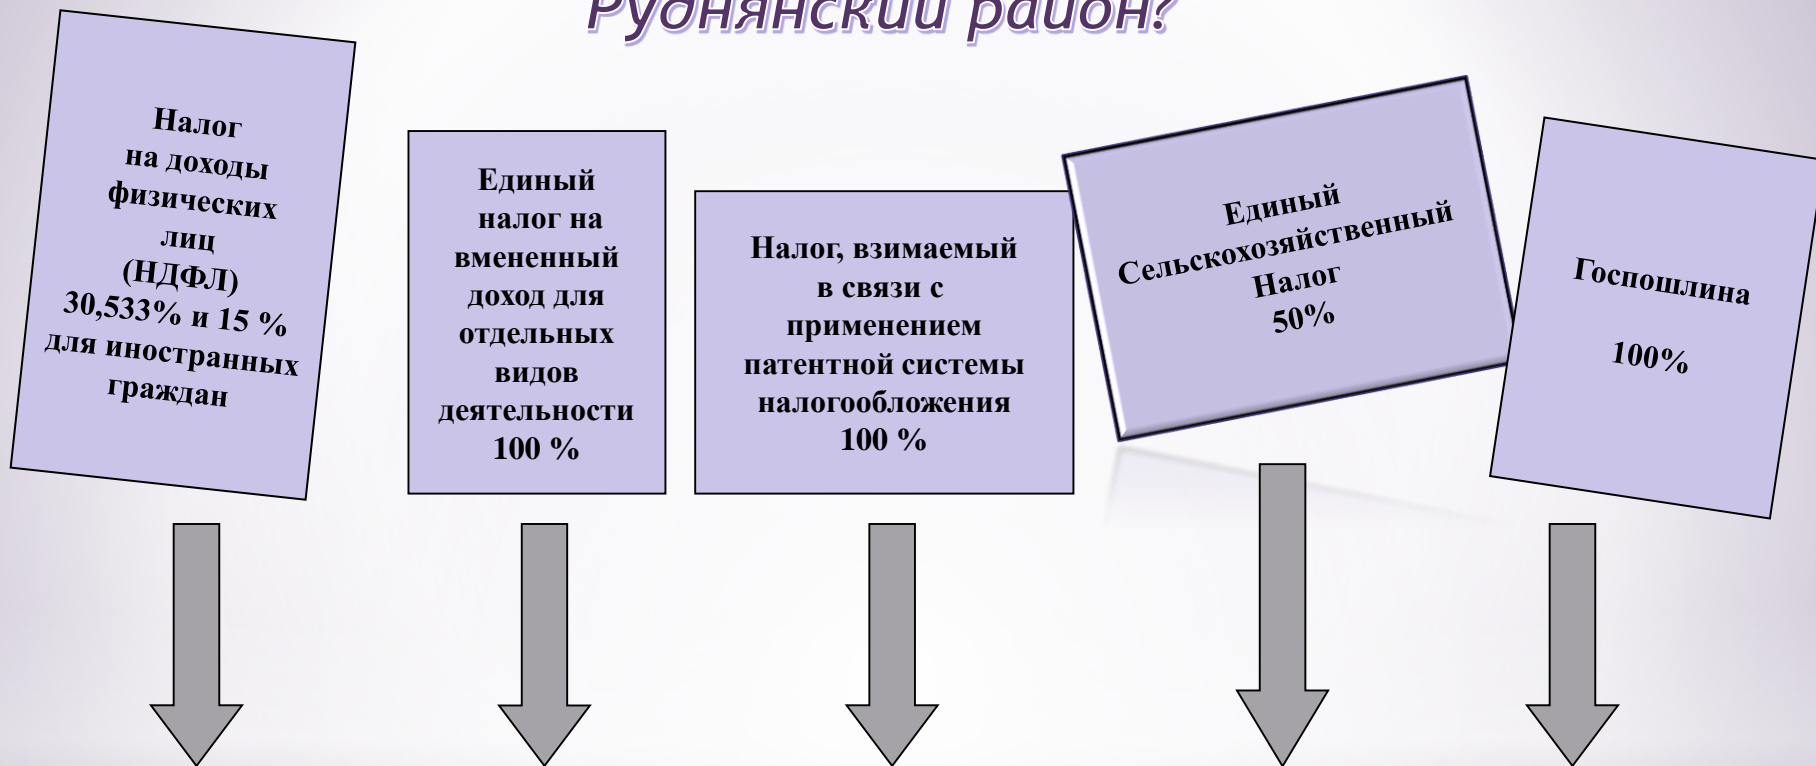 Руднянский район?
Налог
на доходы
физических
лиц
(НДФЛ)
30,533% и 15 %
для иностранных
граждан
Единый
налог на
вмененный
доход для
отдельных
видов
деятельности
100 %
Налог, взимаемый
в связи с
применением
патентной системы
налогообложения
100 %
Единый
Сельскохозяйственный
Налог
50%
Госпошлина
100%